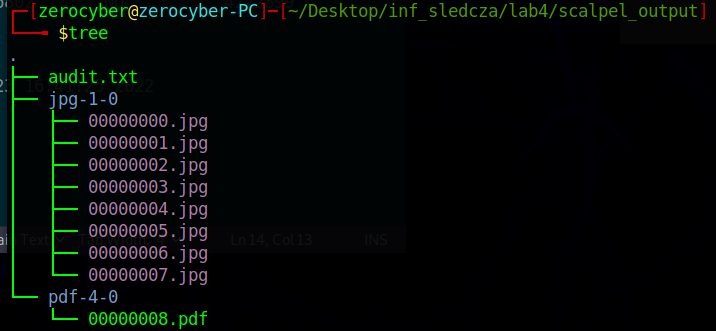 ┌─[zerocyber@zerocyber-PC]─[~/Desktop/inf_sledcza/lab4/scalpel_output]
└──╼ $tree
.
├── audit.txt
├── jpg-1-0
│   ├── 00000000.jpg
│   ├── 00000001.jpg
│   ├── 00000002.jpg
│   ├── 00000003.jpg
│   ├── 00000004.jpg
│   ├── 00000005.jpg
│   ├── 00000006.jpg
│   └── 00000007.jpg
└── pdf-4-0
    └── 00000008.pdf
Ln 14, Col 13 INS